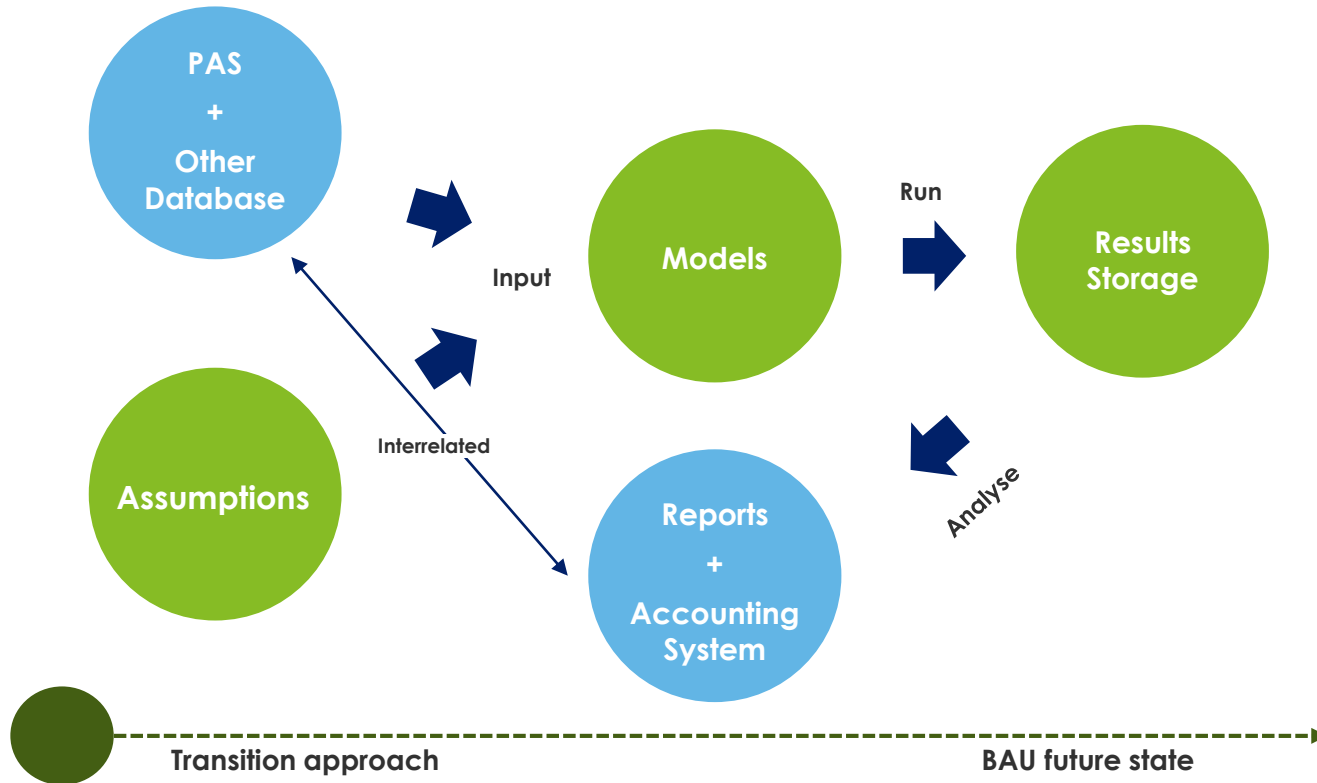 PAS
+
Other
Database
Input
Models
Run
Results
Storage
Assumptions
Interrelated
Reports
+
Accounting
System
Analyse
Transition approach
BAU future state